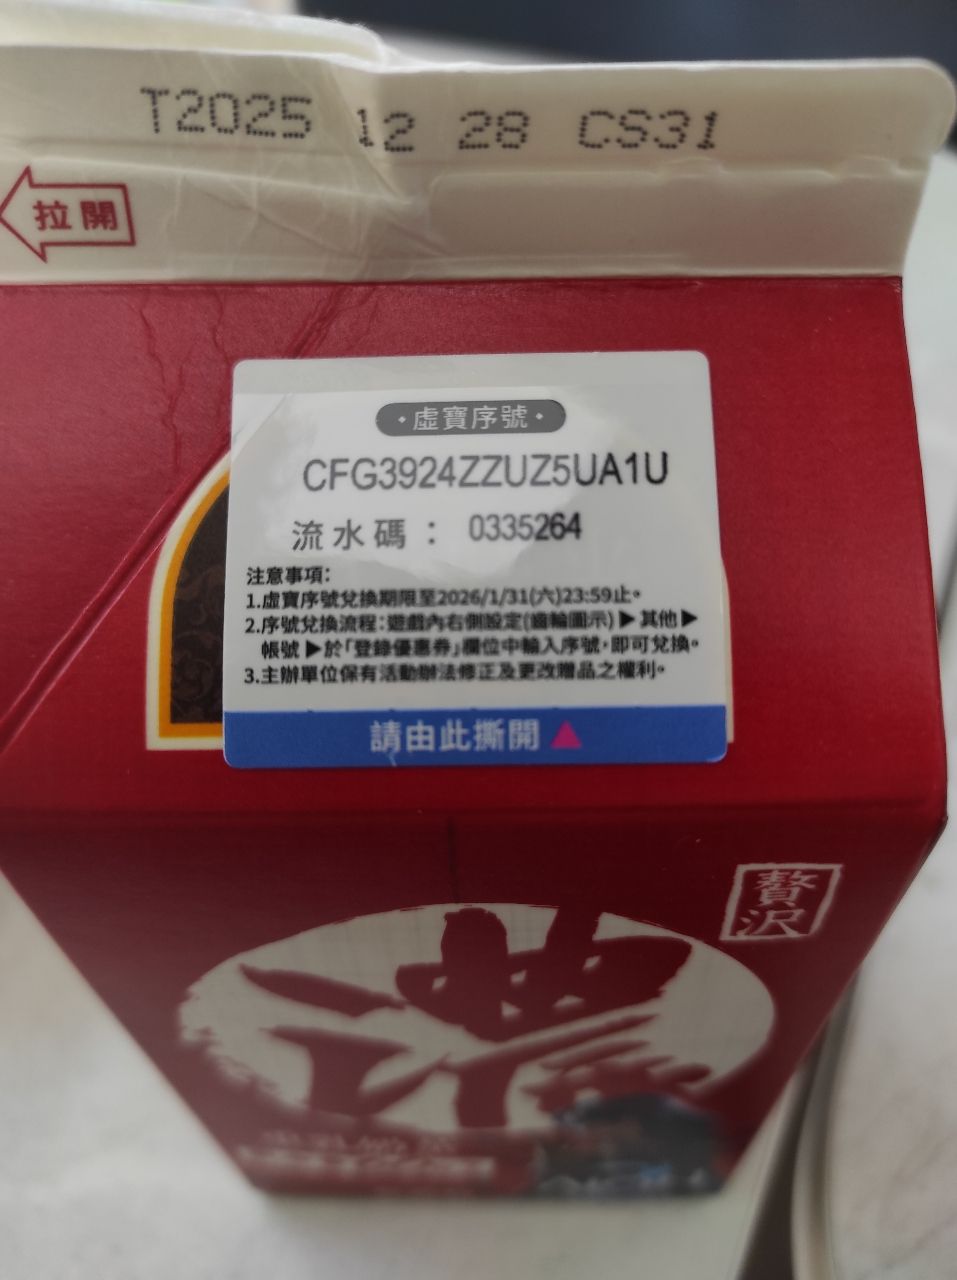 T2025 12 28 CS31
拉開
·虛寶序號·
CFG3924ZZUZ5UA1U
流水碼： 0335264
注意事項：
1.虛寶序號兌換期限至2026/1/31(六)23:59止。
2.序號兌換流程：遊戲內右側設定(齒輪圖示)▶其他▶
帳號▶於「登錄優惠券」欄位中輸入序號，即可兌換。
3.主辦單位保有活動辦法修正及更改贈品之權利。
請由此撕開▲
贅沢